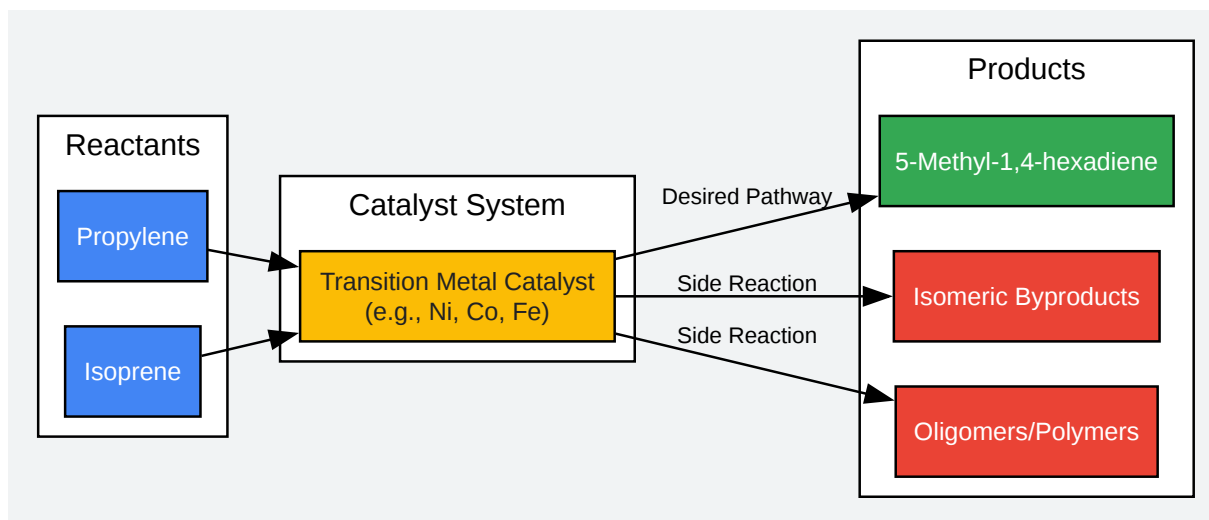 Reactants
Propylene
Isoprene
Catalyst System
Transition Metal Catalyst
(e.g., Ni, Co, Fe)
Desired Pathway
Side Reaction
Side Reaction
Products
5-Methyl-1,4-hexadiene
Isomeric Byproducts
Oligomers/Polymers